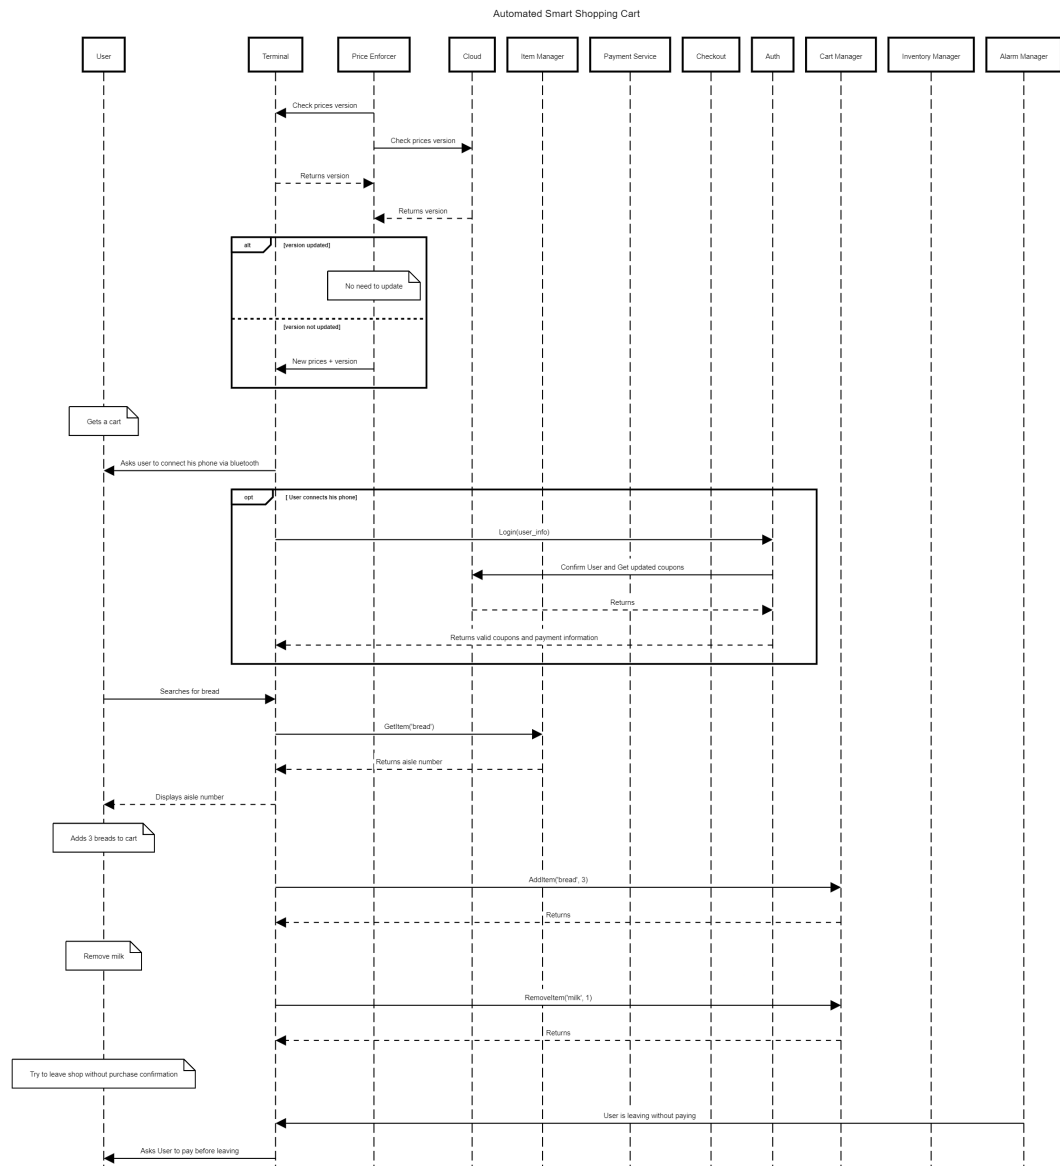 Automated Smart Shopping Cart
User
Terminal
Price Enforcer
Cloud
Item Manager
Payment Service
Checkout
Auth
Cart Manager
Inventory Manager
Alarm Manager
Check prices version
Check prices version
Returns version
Returns version
alt
[version updated]
No need to update
[version not updated]
New prices + version
Gets a cart
Asks user to connect his phone via bluetooth
opt
[ User connects his phone]
Login(user_info)
Confirm User and Get updated coupons
Returns
Returns valid coupons and payment information
Searches for bread
GetItem('bread')
Returns aisle number
Displays aisle number
Adds 3 breads to cart
AddItem('bread', 3)
Returns
Remove milk
RemoveItem('milk', 1)
Returns
Try to leave shop without purchase confirmation
User is leaving without paying
Asks User to pay before leaving